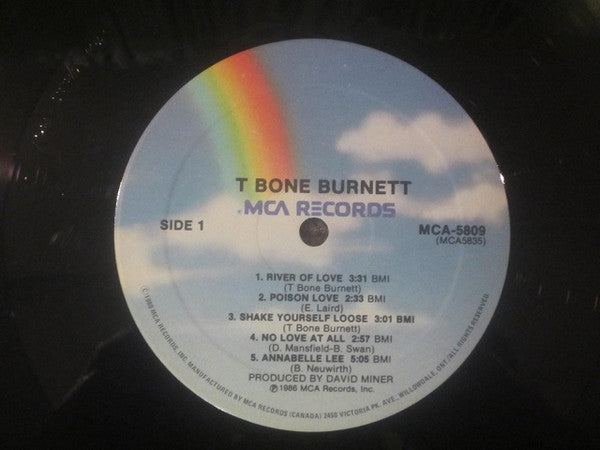 T BONE BURNETT
MCA RECORDS
SIDE 1
MCA-5809
(MCA5835)
1. RIVER OF LOVE 3:31 BMI
(T Bone Burnett)
2. POISON LOVE 2:33 BMI
(E. Laird)
3. SHAKE YOURSELF LOOSE 3:01 BMI
(T Bone Burnett)
4. NO LOVE AT ALL 2:57 BMI
(D. Mansfield-B. Swan)
5. ANNABELLE LEE 5:05 BMI
(B. Neuwirth)
PRODUCED BY DAVID MINER
℗1986 MCA Records, Inc.
©1986 MCA RECORDS, INC. MANUFACTURED BY MCA RECORDS (CANADA) 2450 VICTORIA PK. AVE., WILLOWDALE, ONT./ALL RIGHTS RESERVED.